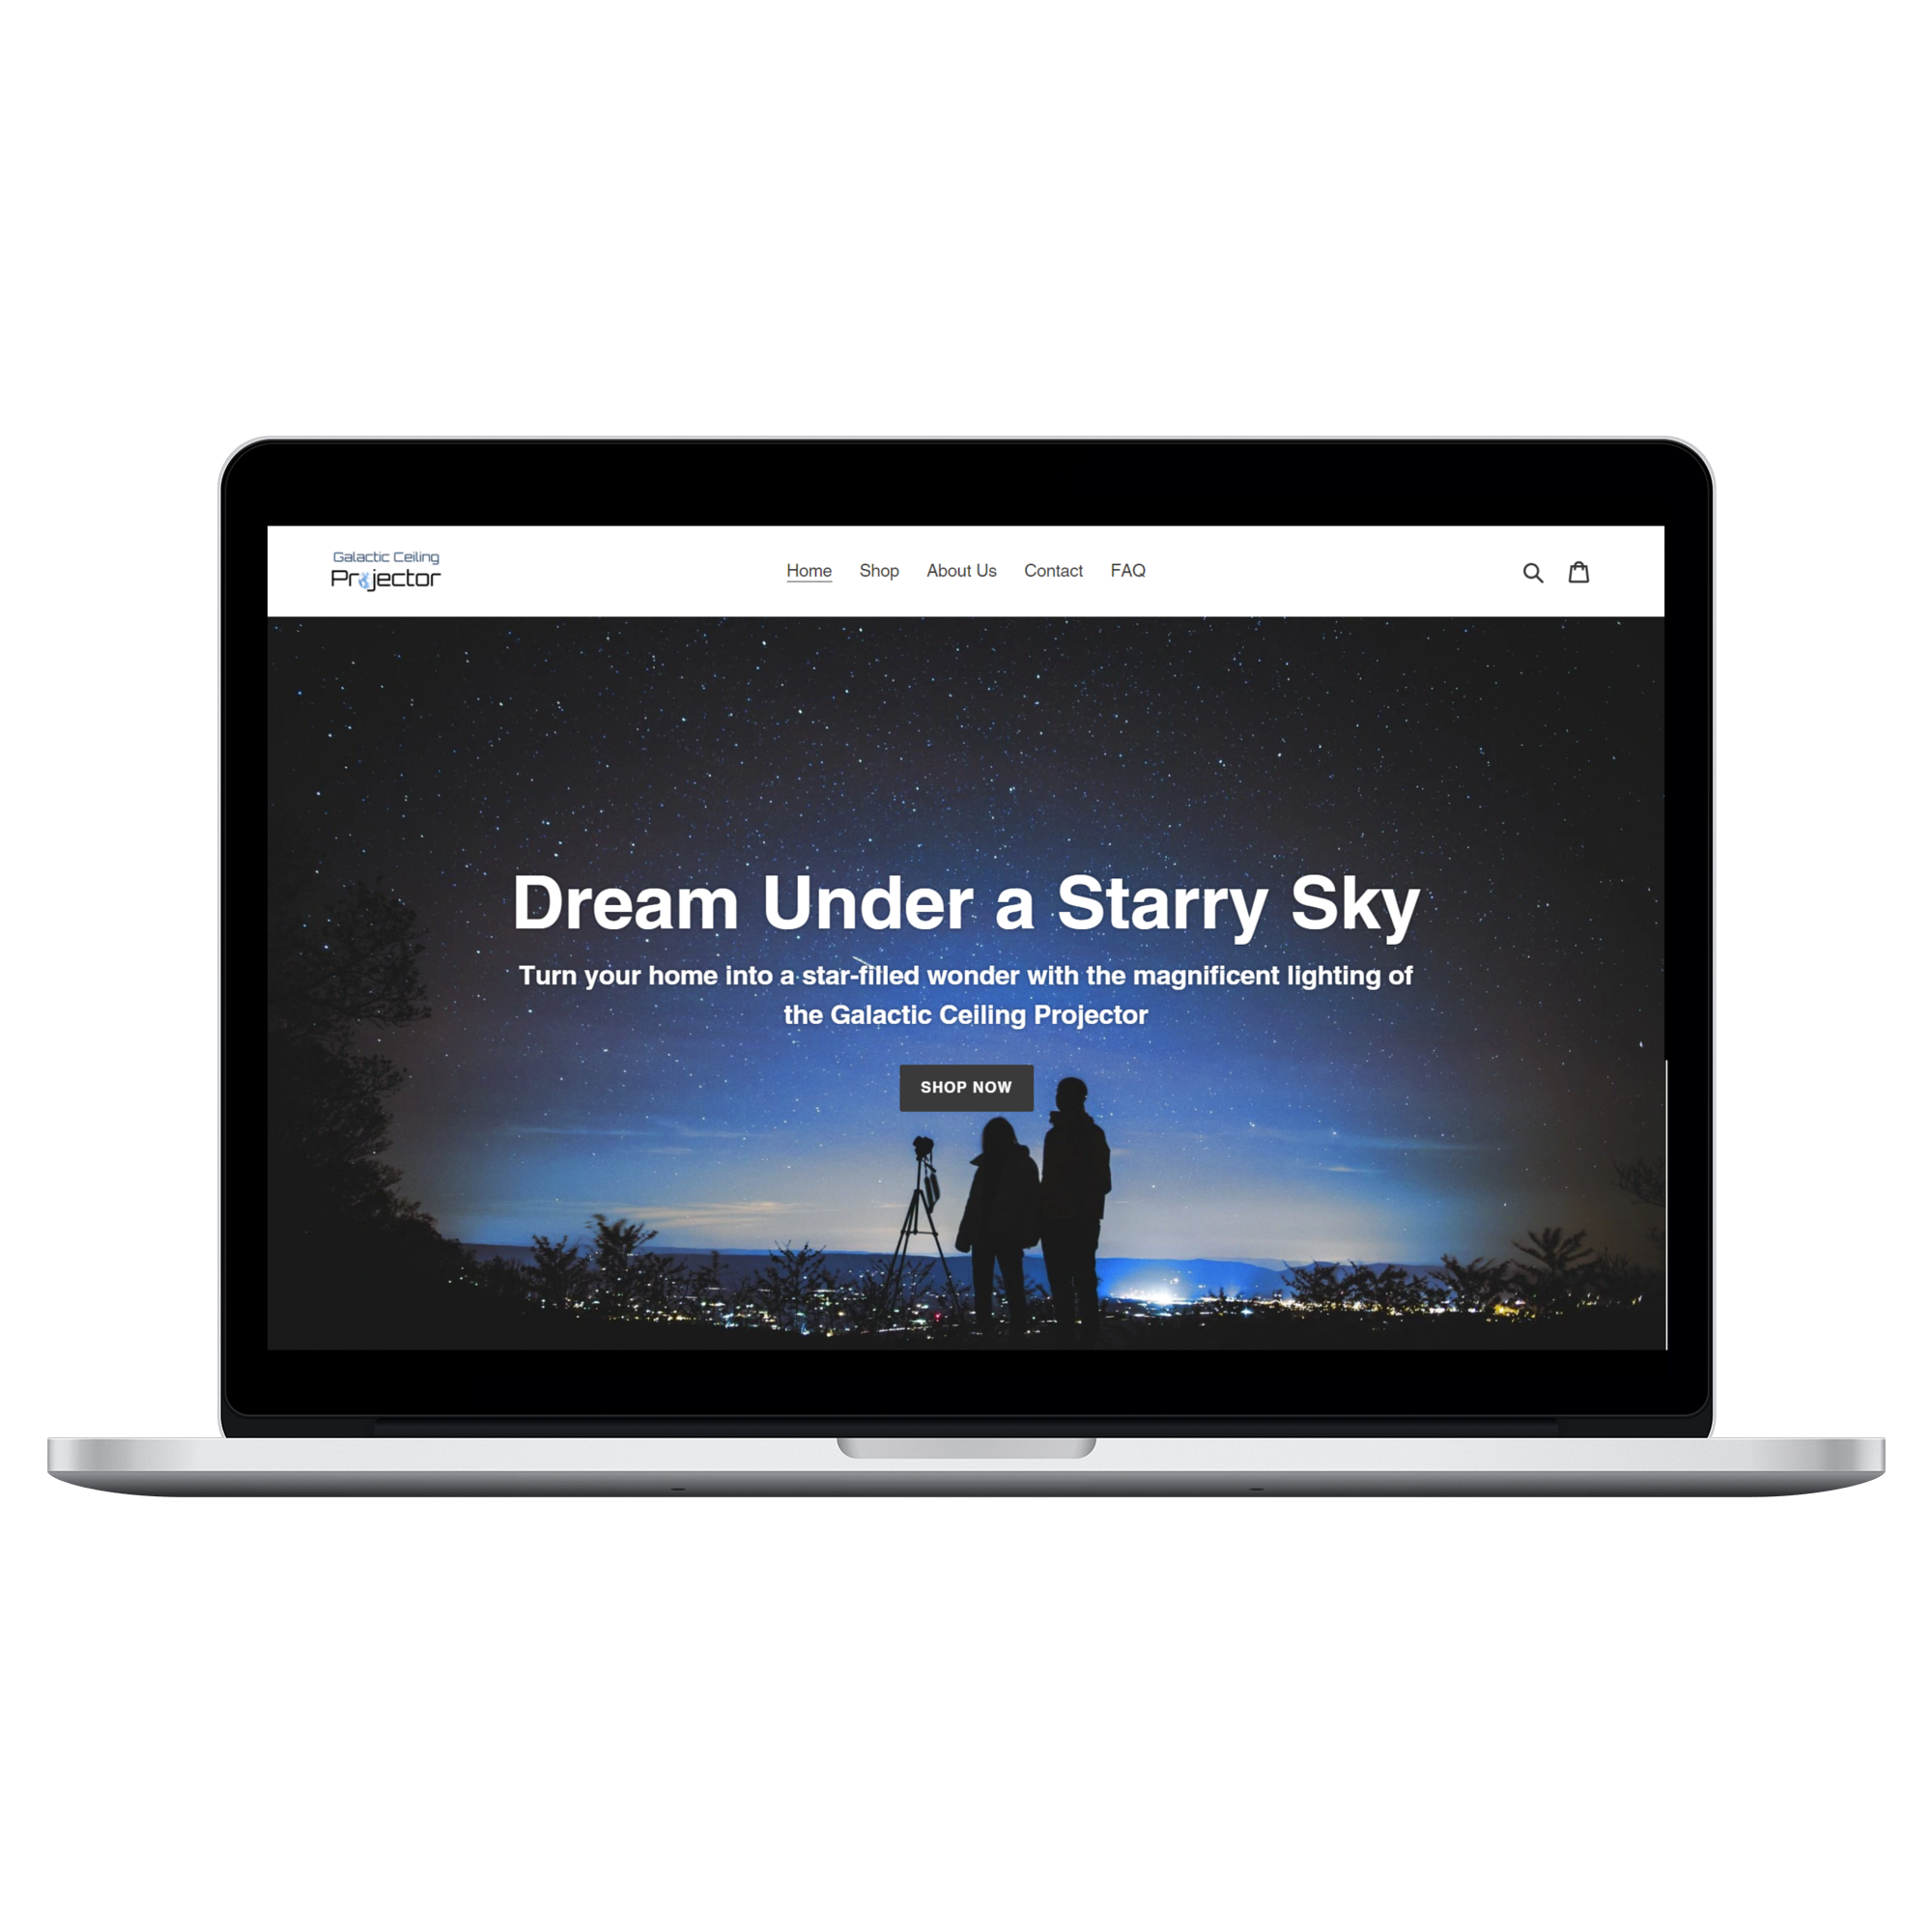 Galactic Ceiling
Projector
Home Shop About Us Contact FAQ
Dream Under a Starry Sky
Turn your home into a star-filled wonder with the magnificent lighting of
the Galactic Ceiling Projector
SHOP NOW